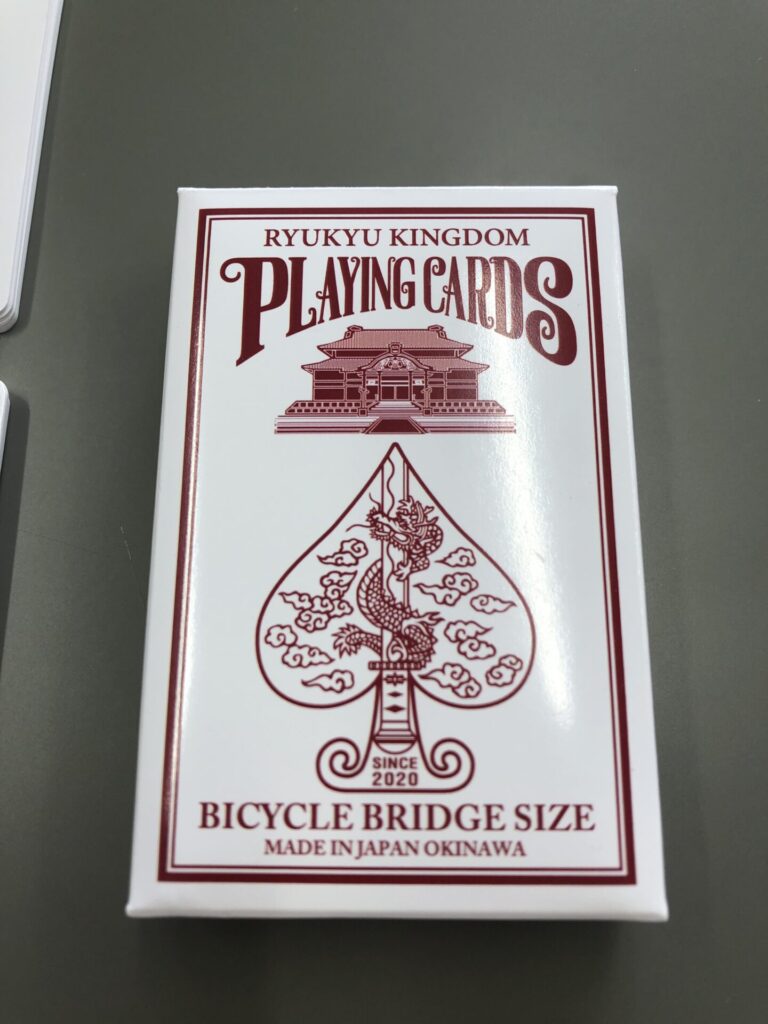 RYUKYU KINGDOM
PLAYING CARDS
SINCE
2020
BICYCLE BRIDGE SIZE
MADE IN JAPAN OKINAWA